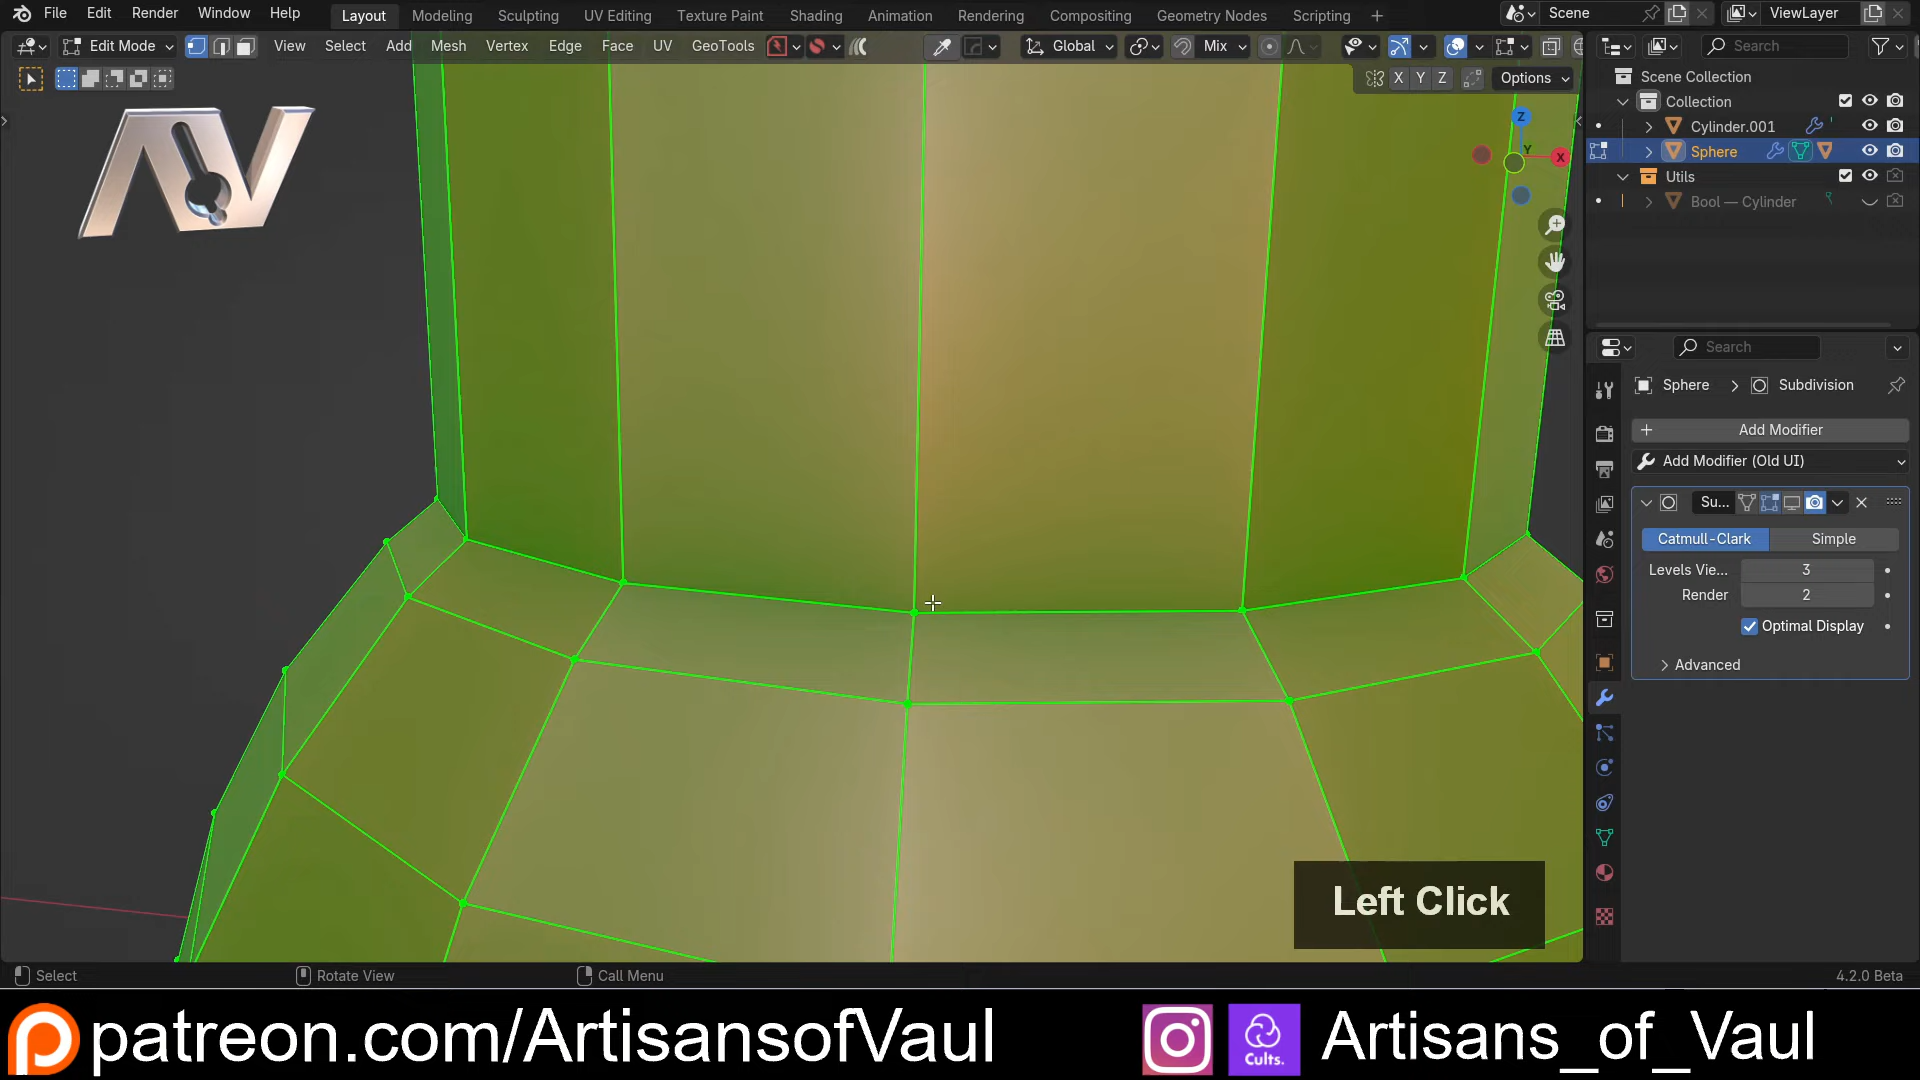 File Edit Render Window Help Layout Modeling Sculpting UV Editing Texture Paint Shading Animation Rendering Compositing Geometry Nodes Scripting + Scene ViewLayer
Edit Mode View Select Add Mesh Vertex Edge Face UV GeoTools Global Mix Search
X Y Z Options
Scene Collection
Collection
Cylinder.001
Sphere
Utils
Bool — Cylinder
Z
Y
X
AV
Search
Sphere > Subdivision
+ Add Modifier
Add Modifier (Old UI)
Su...
Catmull-Clark Simple
Levels Vie... 3
Render 2
Optimal Display
Advanced
Left Click
Select Rotate View Call Menu 4.2.0 Beta
patreon.com/ArtisansofVaul Cults. Artisans_of_Vaul